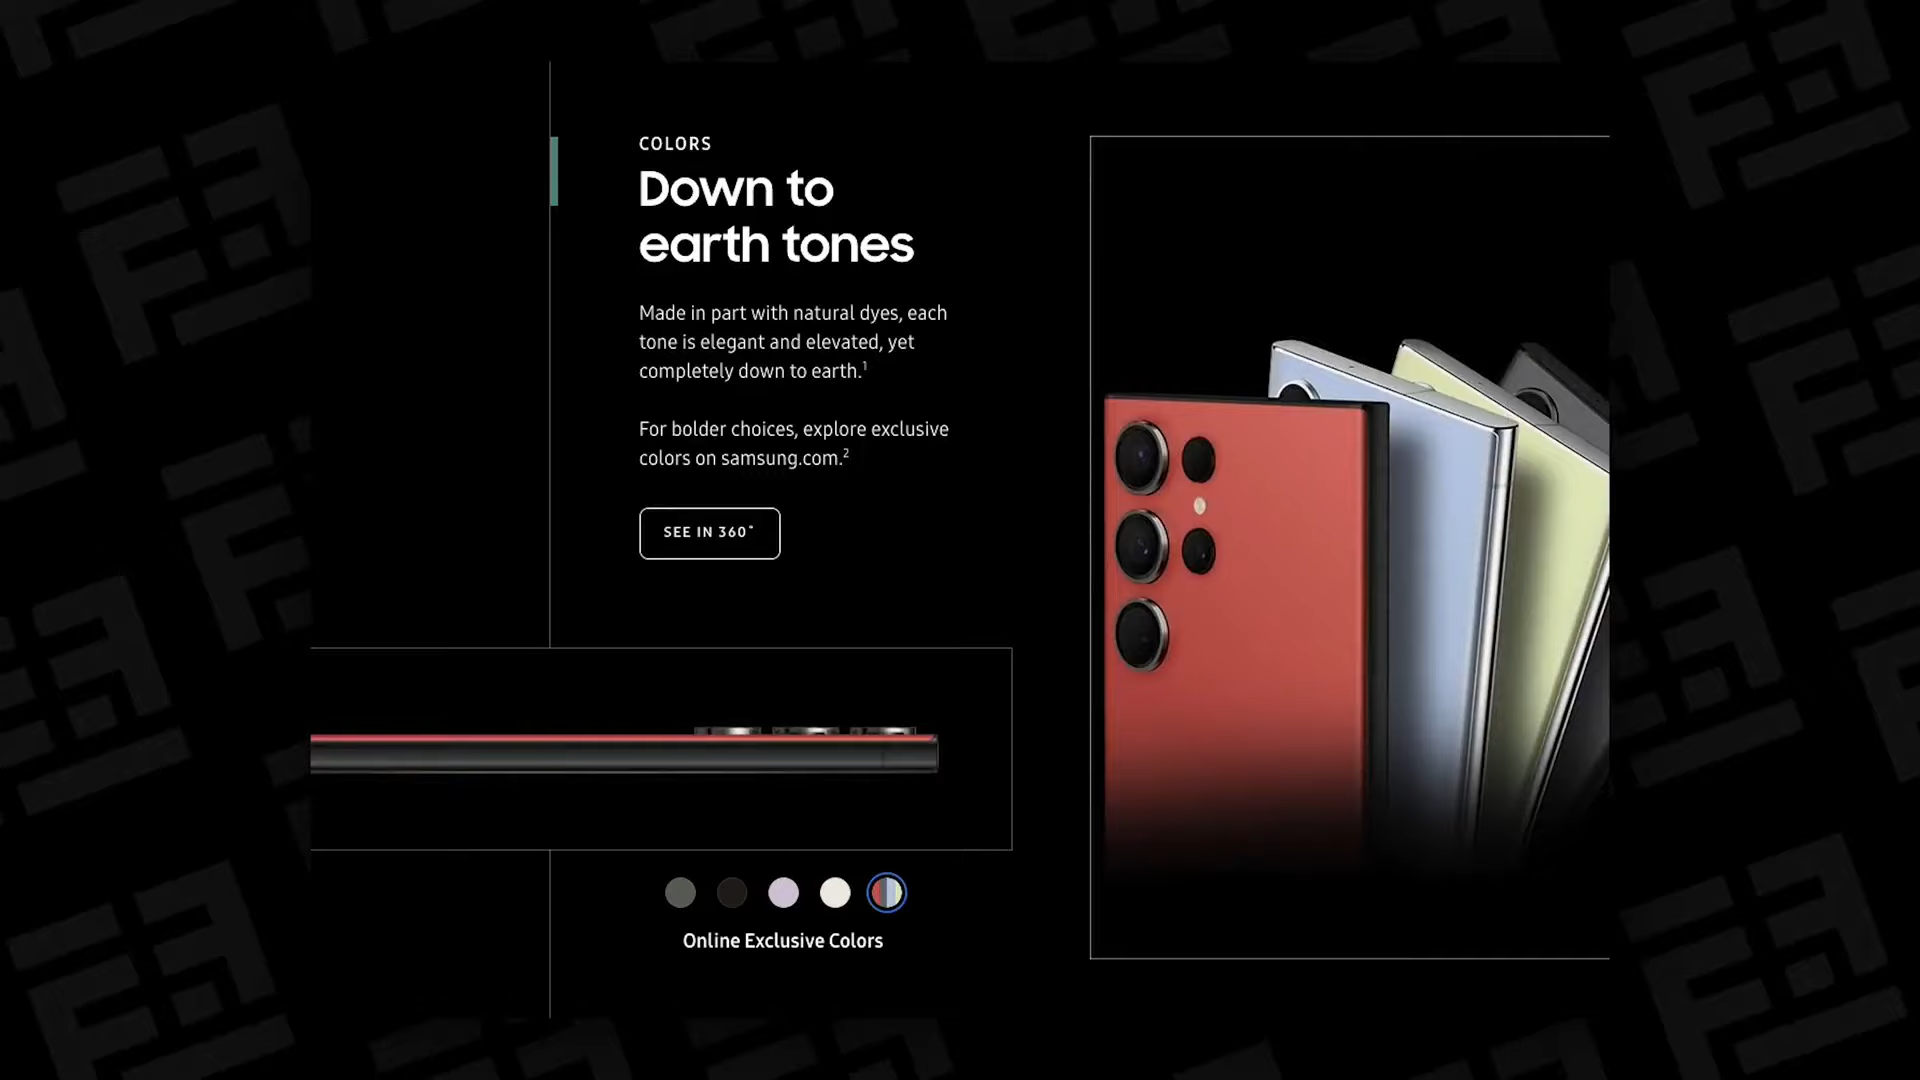 COLORS
Down to
earth tones
Made in part with natural dyes, each
tone is elegant and elevated, yet
completely down to earth.1
For bolder choices, explore exclusive
colors on samsung.com.2
SEE IN 360°
Online Exclusive Colors